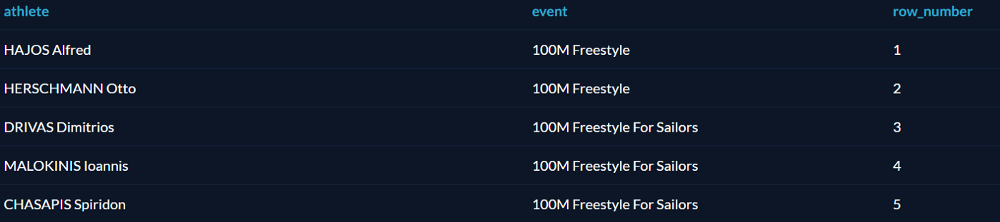 athlete event row_number
HAJOS Alfred 100M Freestyle 1
HERSCHMANN Otto 100M Freestyle 2
DRIVAS Dimitrios 100M Freestyle For Sailors 3
MALOKINIS Ioannis 100M Freestyle For Sailors 4
CHASAPIS Spiridon 100M Freestyle For Sailors 5